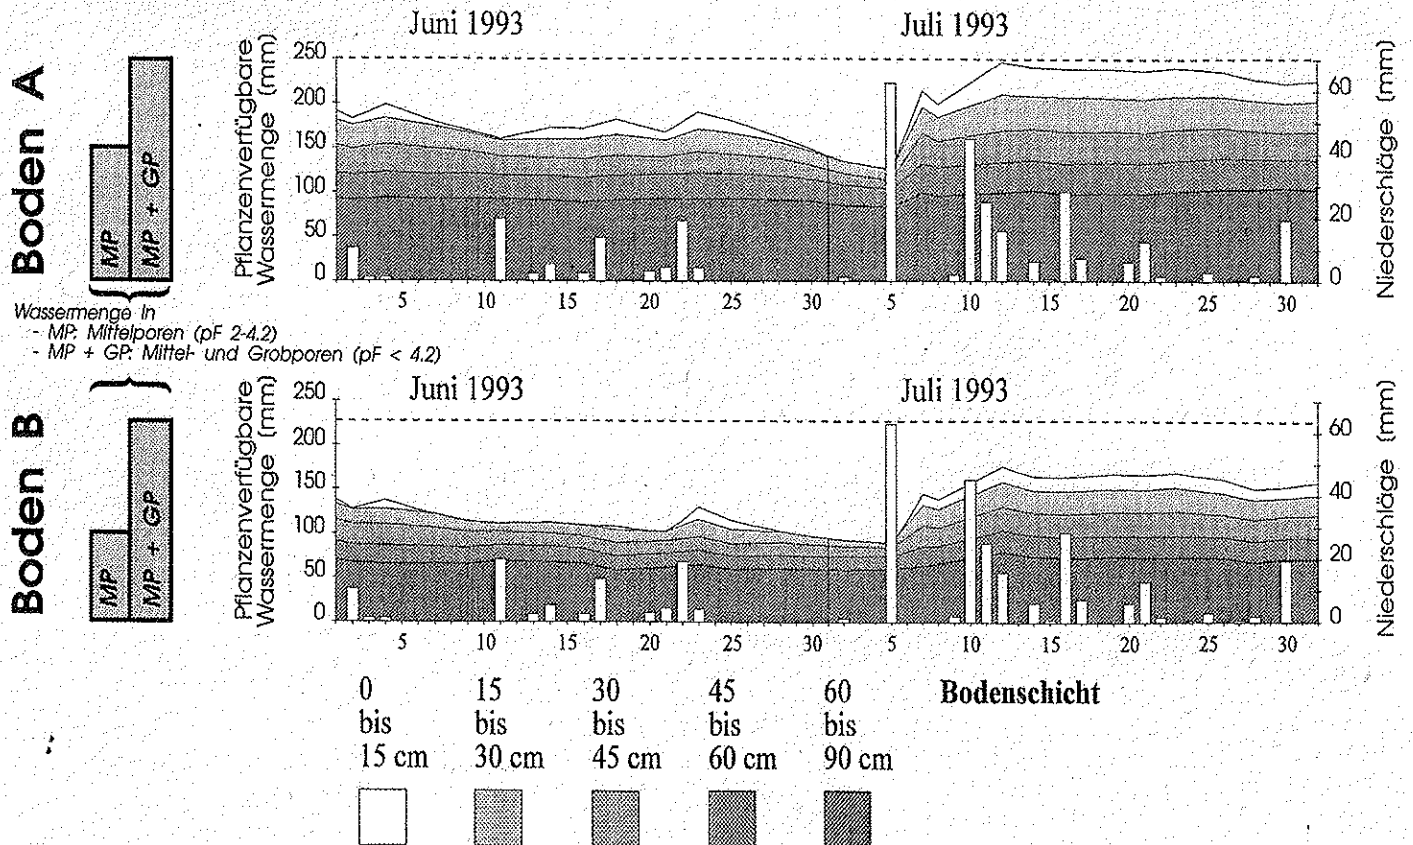 Juni 1993
Juli 1993
Boden A
MP
MP + GP
Pflanzenverfügbare
Wassermenge (mm)
250
200
150
100
50
0
60
40
20
0
Niederschläge (mm)
5 10 15 20 25 30 5 10 15 20 25 30
Wassermenge in
- MP: Mittelporen (pF 2-4.2)
- MP + GP: Mittel- und Grobporen (pF < 4.2)
Juni 1993
Juli 1993
Boden B
MP
MP + GP
Pflanzenverfügbare
Wassermenge (mm)
250
200
150
100
50
0
60
40
20
0
Niederschläge (mm)
5 10 15 20 25 30 5 10 15 20 25 30
0 15 30 45 60 Bodenschicht
bis bis bis bis bis
15 cm 30 cm 45 cm 60 cm 90 cm